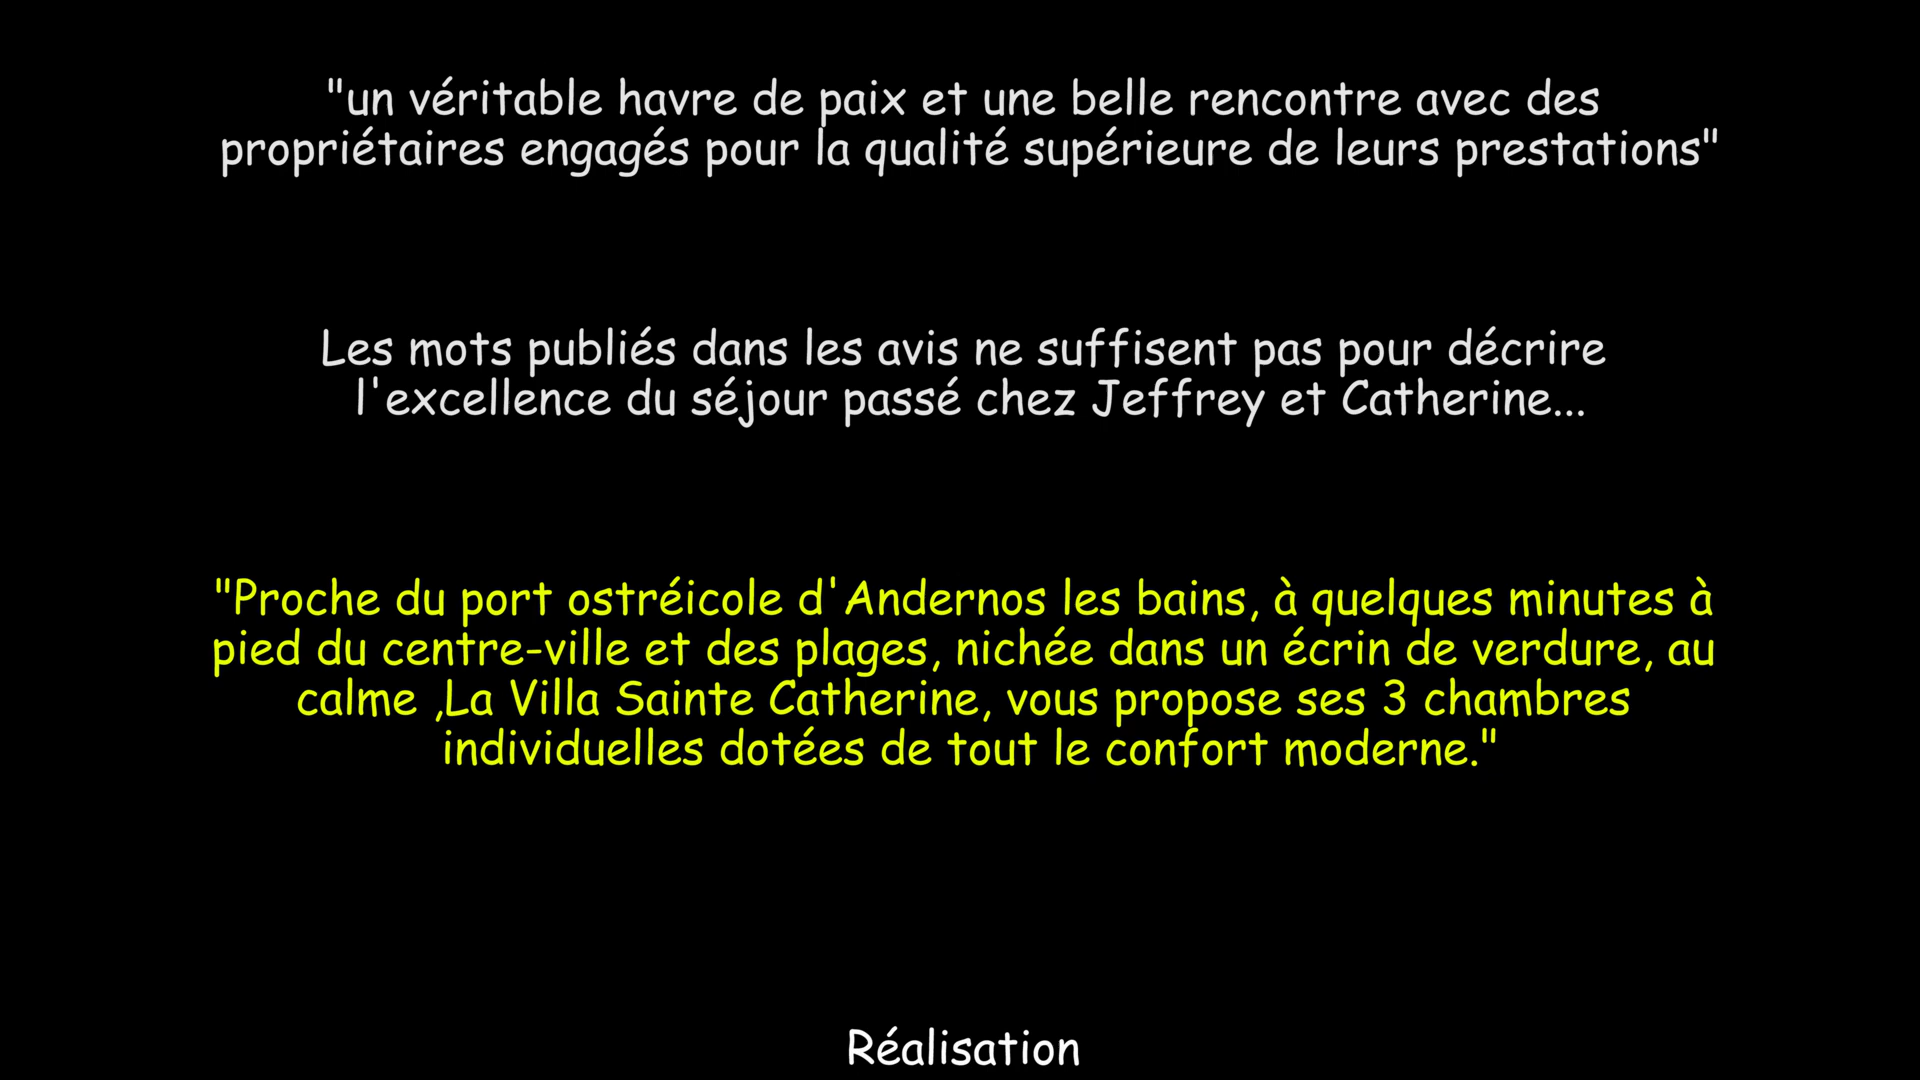 "un véritable havre de paix et une belle rencontre avec des
propriétaires engagés pour la qualité supérieure de leurs prestations"
Les mots publiés dans les avis ne suffisent pas pour décrire
l'excellence du séjour passé chez Jeffrey et Catherine...
"Proche du port ostréicole d'Andernos les bains, à quelques minutes à
pied du centre-ville et des plages, nichée dans un écrin de verdure, au
calme ,La Villa Sainte Catherine, vous propose ses 3 chambres
individuelles dotées de tout le confort moderne."
Réalisation